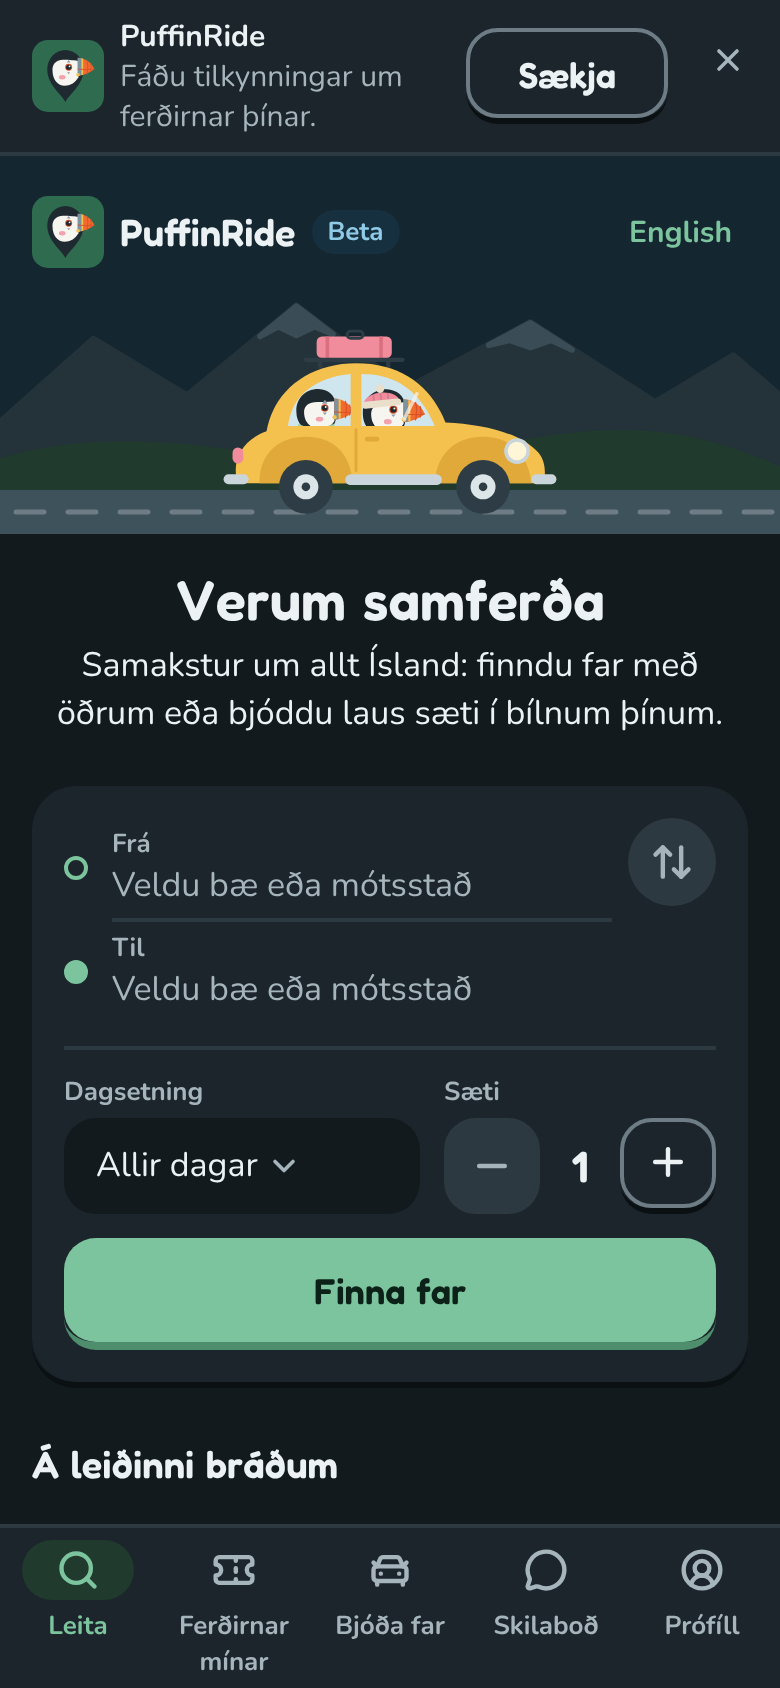 PuffinRide
Fáðu tilkynningar um
ferðirnar þínar.
Sækja
PuffinRide
Beta
English
Verum samferða
Samakstur um allt Ísland: finndu far með
öðrum eða bjóddu laus sæti í bílnum þínum.
Frá
Veldu bæ eða mótsstað
Til
Veldu bæ eða mótsstað
Dagsetning
Sæti
Allir dagar
1
Finna far
Á leiðinni bráðum
Leita
Ferðirnar
mínar
Bjóða far
Skilaboð
Prófíll